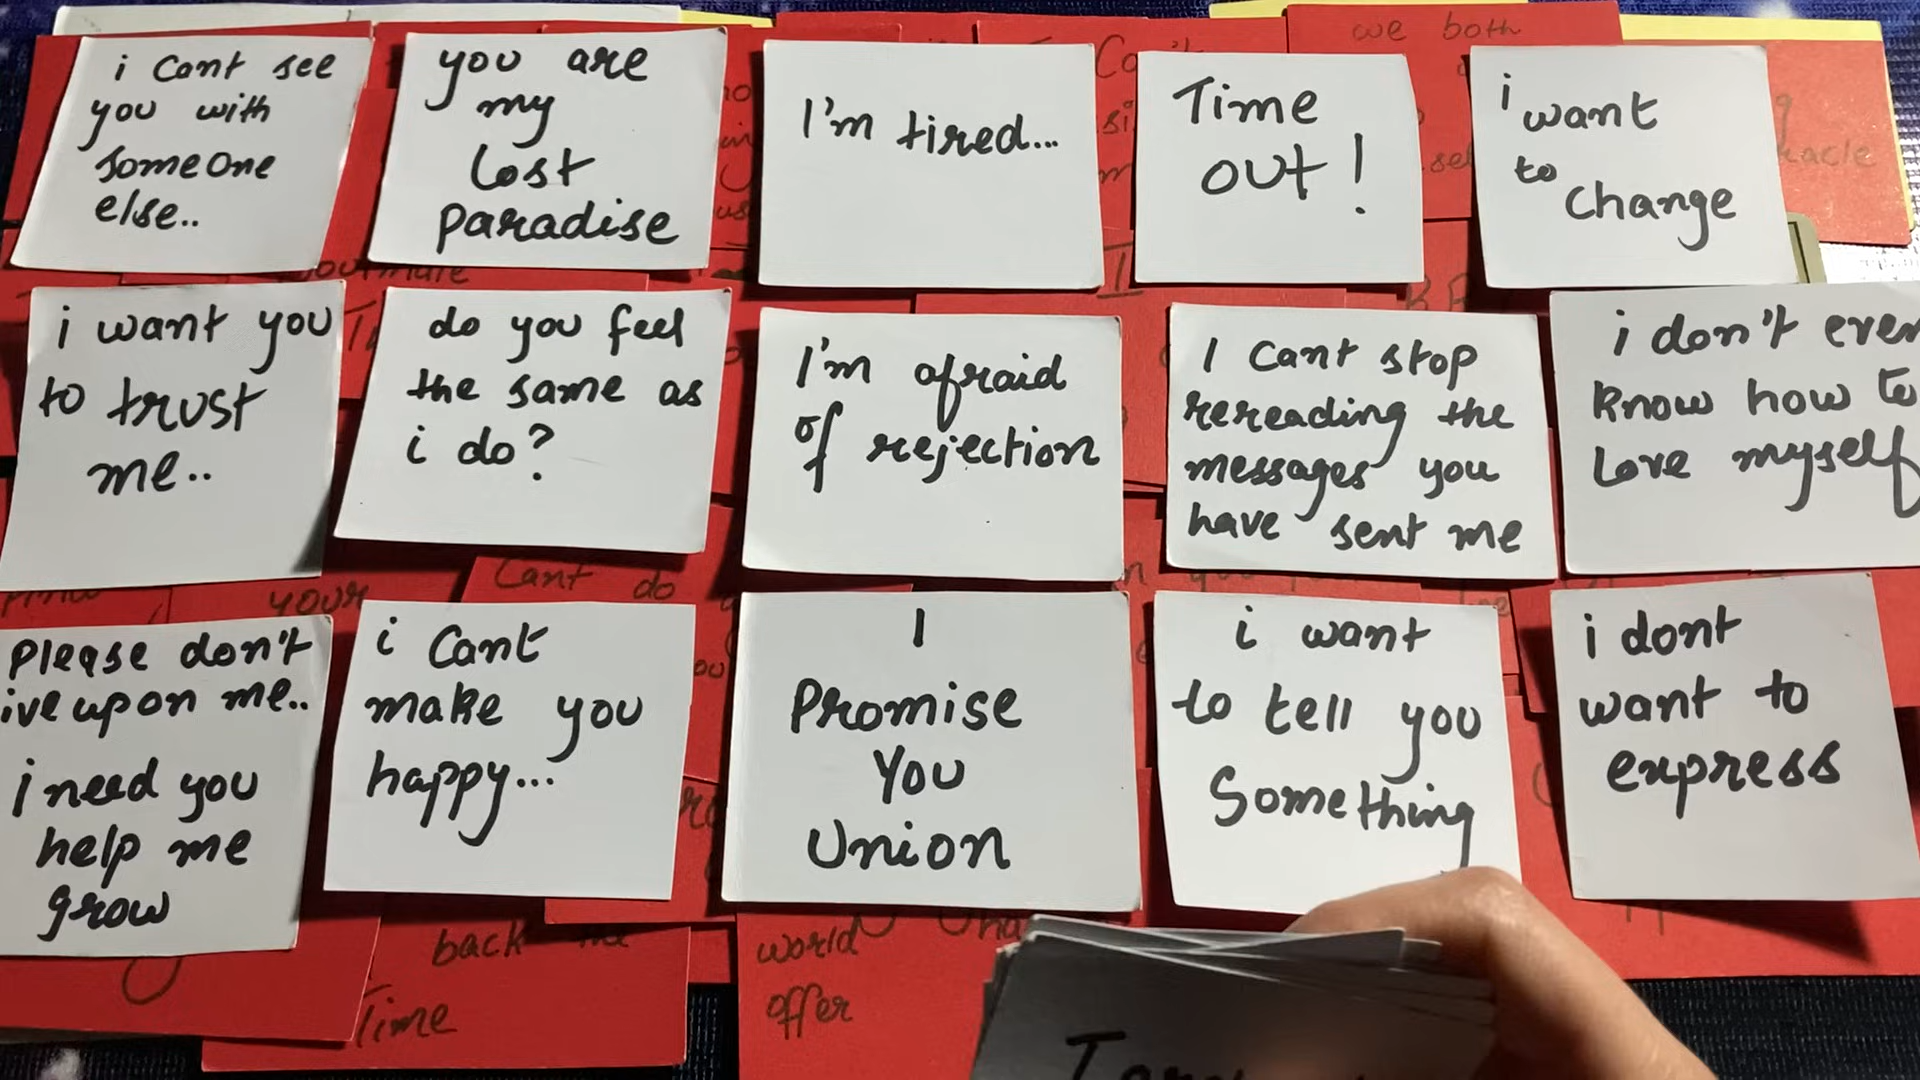 we both
i cant see
you with
someone
else..
you are
my
lost
paradise
I'm tired...
Time
out!
i want
to change
i want you
to trust
me..
do you feel
the same as
i do?
I'm afraid
of rejection
I cant stop
rereading the
messages you
have sent me
i don't even
know how to
love myself
your
Cant do
please don't
upon me..
i need you
help me
grow
i cant
make you
happy...
I
Promise
You
Union
i want
to tell you
Something
i dont
want to
express
back
Time
world
offer